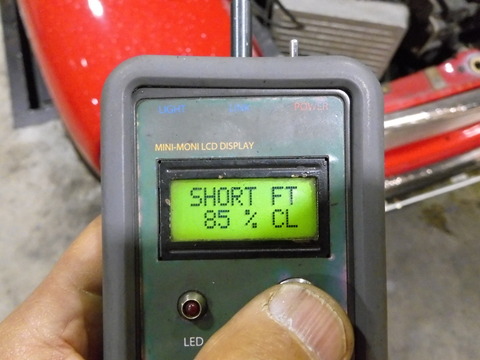 LIGHT POWER
MINI-MONI LCD DISPLAY
SHORT FT
85 % CL
LED